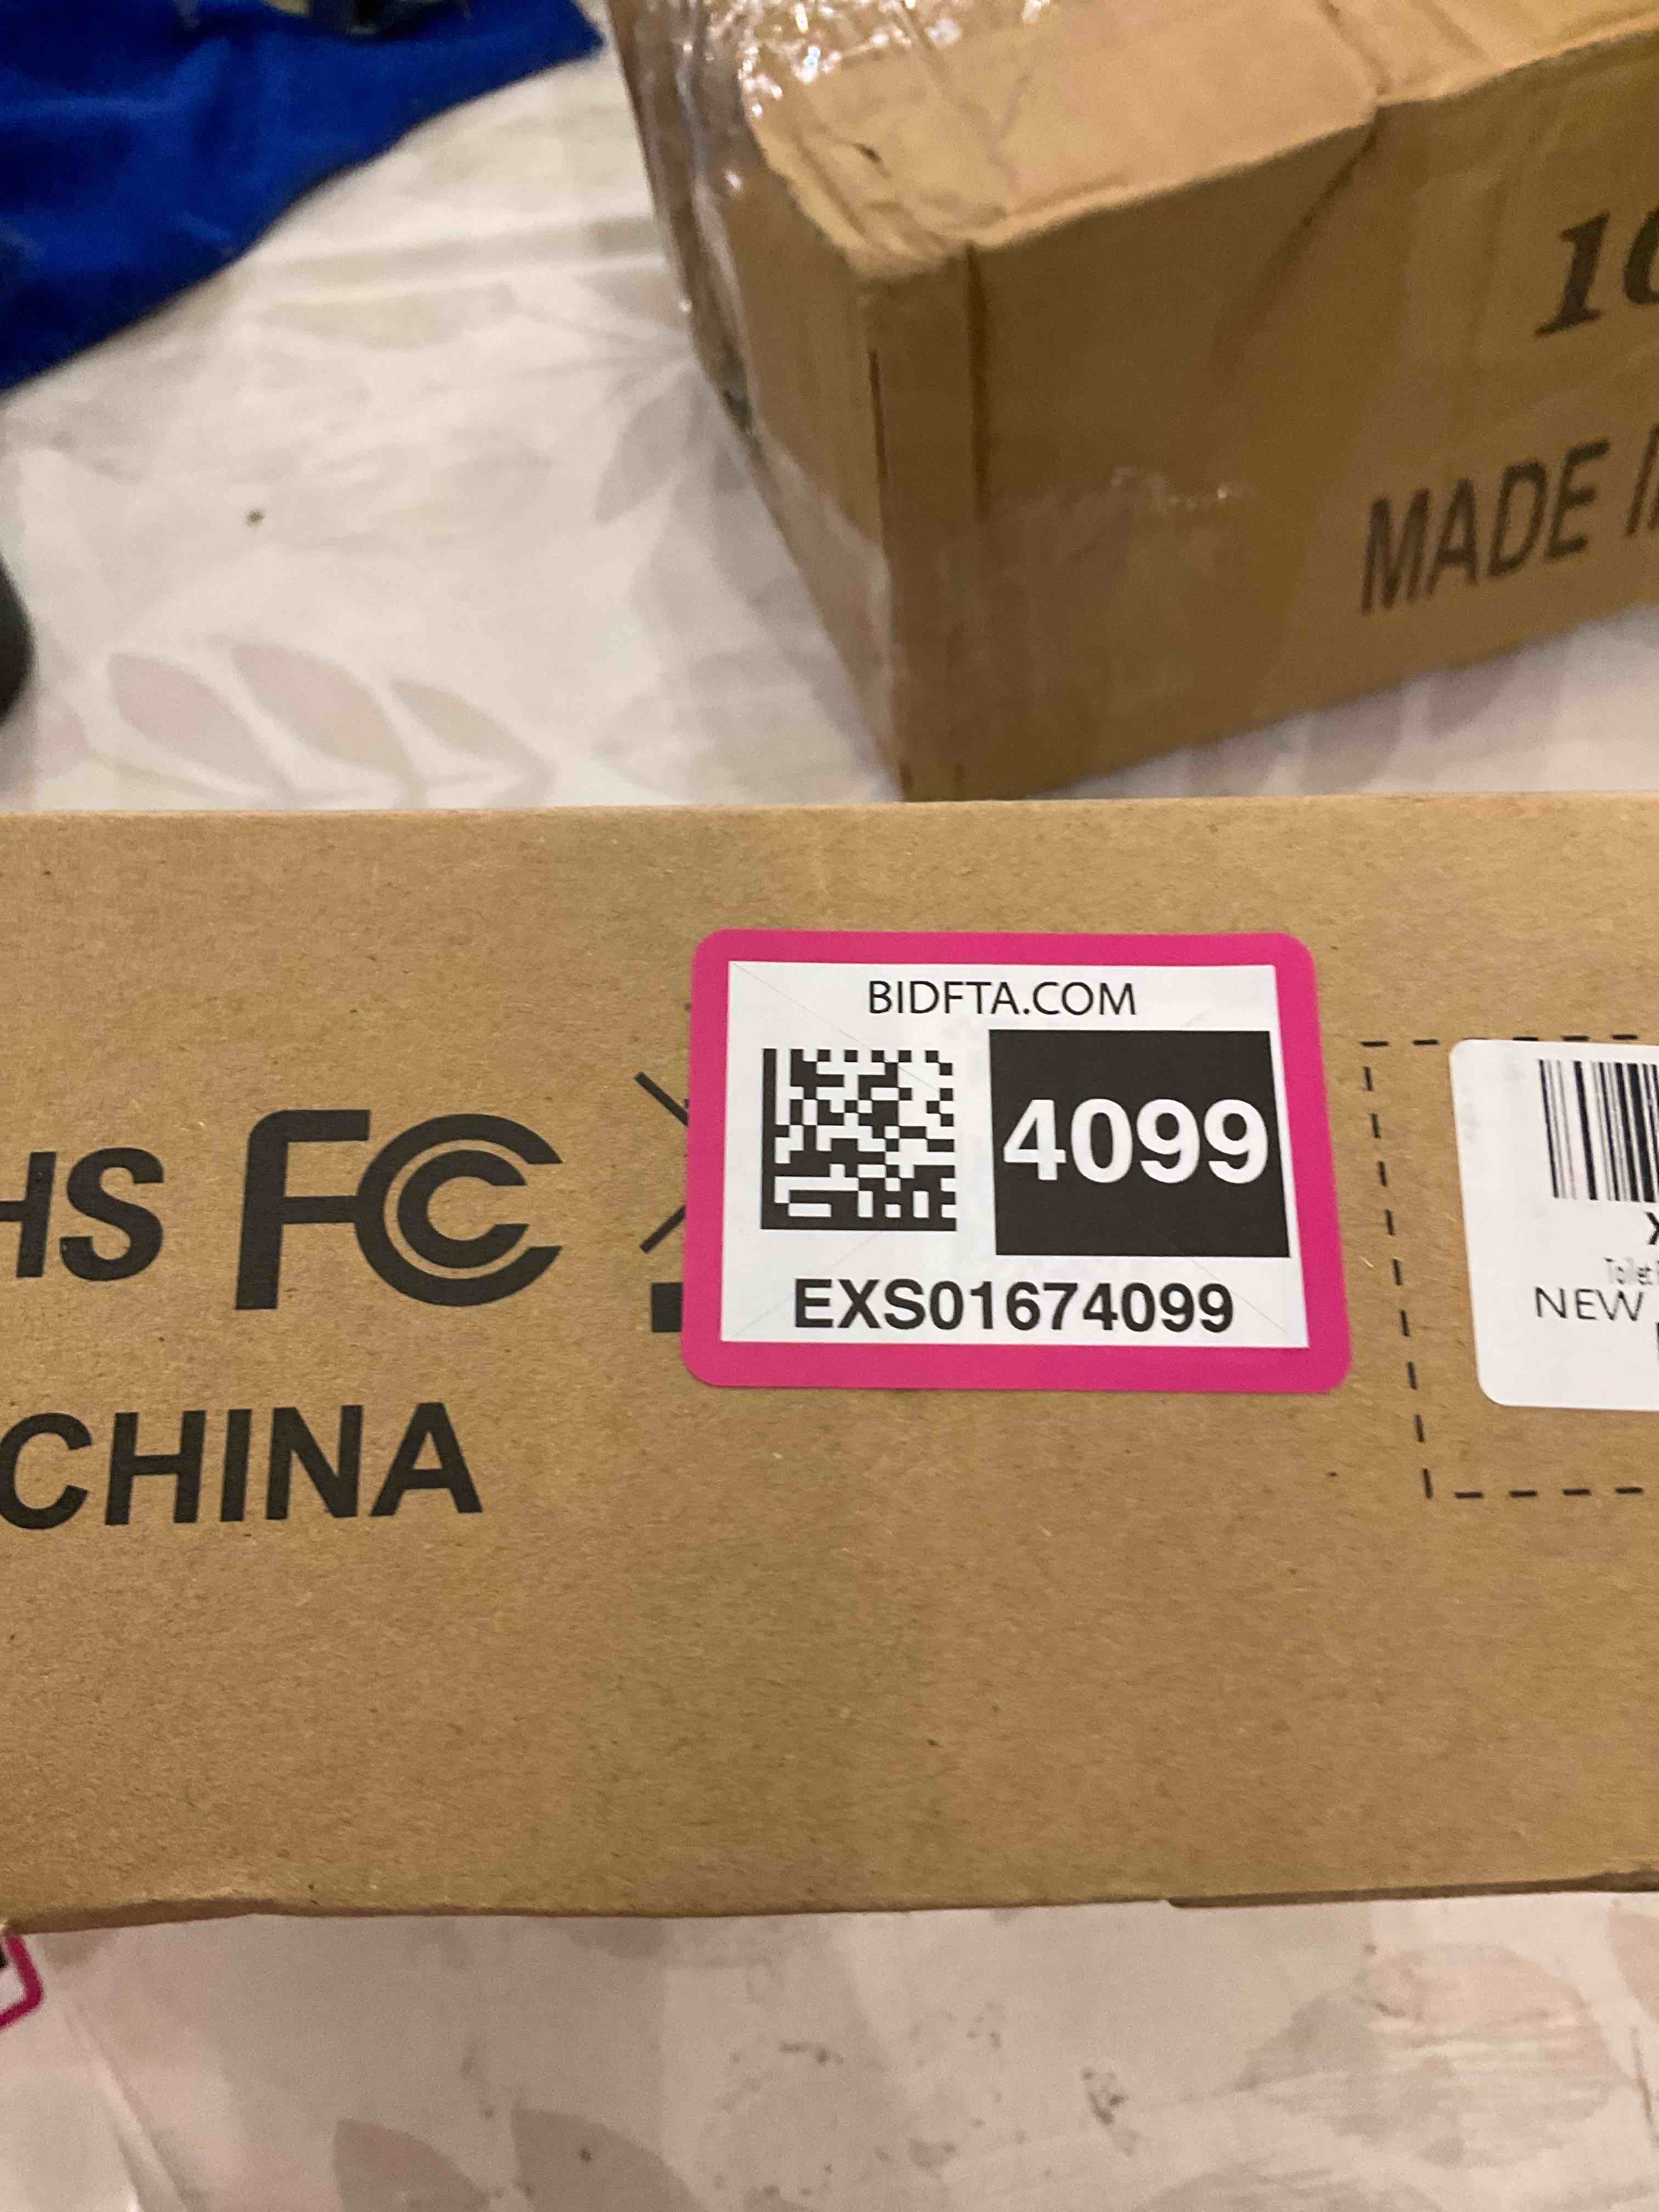 MADE
HS FC
CHINA
BIDFTA.COM
4099
EXS01674099
NEW